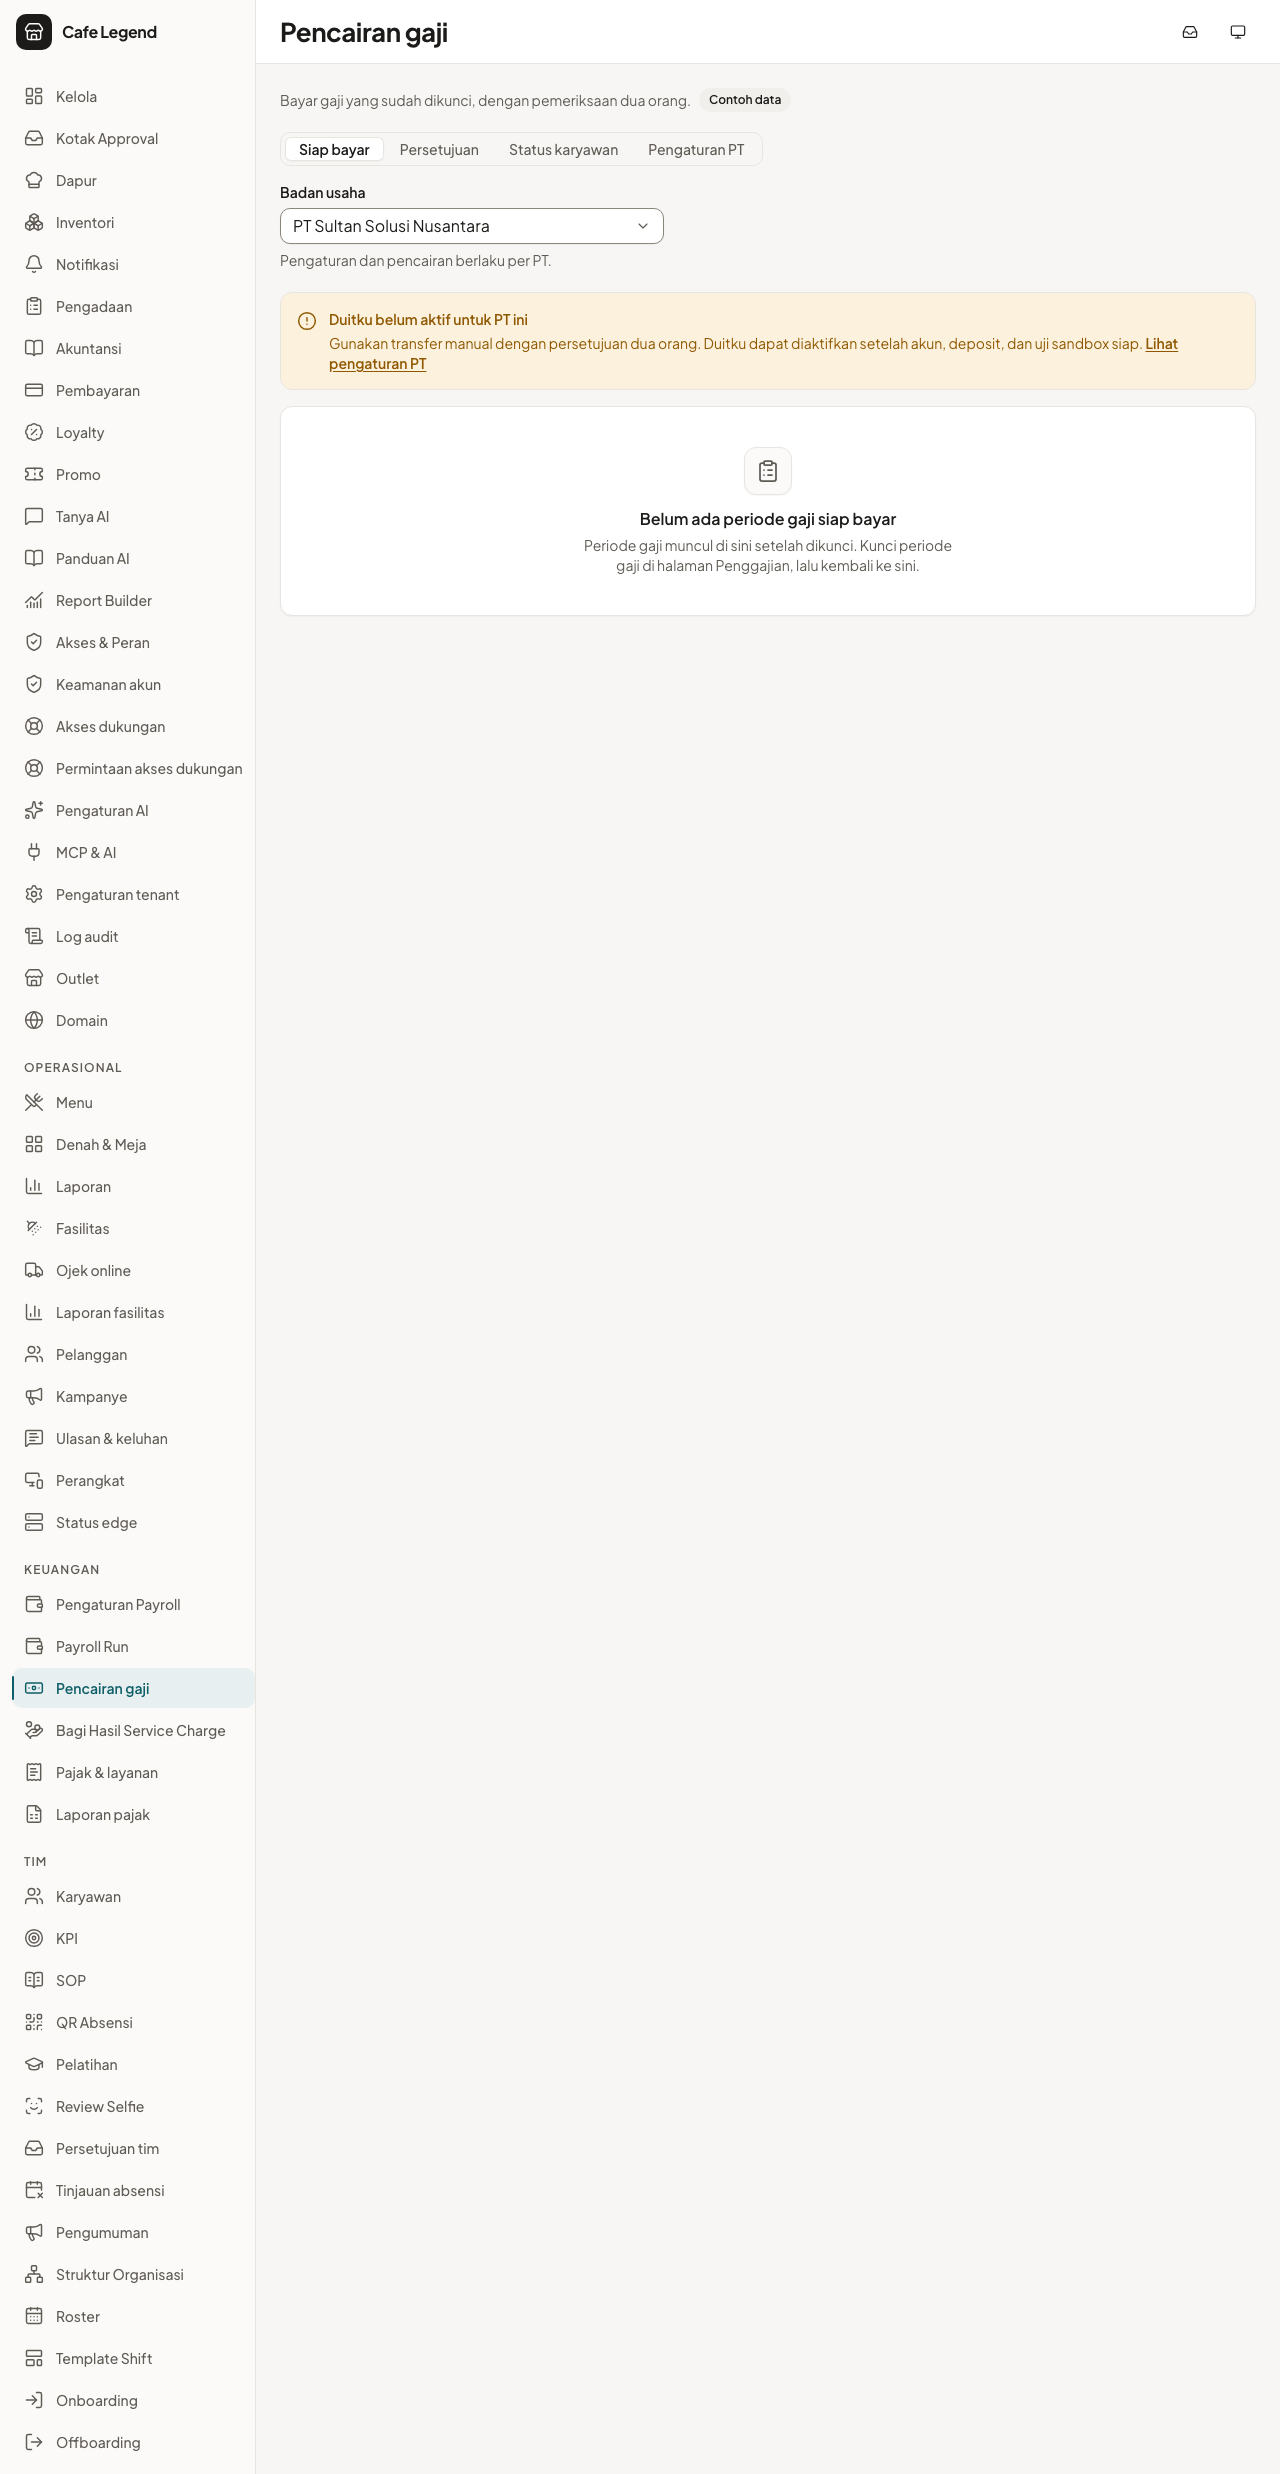 Cafe Legend
Kelola
Kotak Approval
Dapur
Inventori
Notifikasi
Pengadaan
Akuntansi
Pembayaran
Loyalty
Promo
Tanya AI
Panduan AI
Report Builder
Akses & Peran
Keamanan akun
Akses dukungan
Permintaan akses dukungan
Pengaturan AI
MCP & AI
Pengaturan tenant
Log audit
Outlet
Domain
OPERASIONAL
Menu
Denah & Meja
Laporan
Fasilitas
Ojek online
Laporan fasilitas
Pelanggan
Kampanye
Ulasan & keluhan
Perangkat
Status edge
KEUANGAN
Pengaturan Payroll
Payroll Run
Pencairan gaji
Bagi Hasil Service Charge
Pajak & layanan
Laporan pajak
TIM
Karyawan
KPI
SOP
QR Absensi
Pelatihan
Review Selfie
Persetujuan tim
Tinjauan absensi
Pengumuman
Struktur Organisasi
Roster
Template Shift
Onboarding
Offboarding
Pencairan gaji
Bayar gaji yang sudah dikunci, dengan pemeriksaan dua orang. Contoh data
Siap bayar Persetujuan Status karyawan Pengaturan PT
Badan usaha
PT Sultan Solusi Nusantara
Pengaturan dan pencairan berlaku per PT.
Duitku belum aktif untuk PT ini
Gunakan transfer manual dengan persetujuan dua orang. Duitku dapat diaktifkan setelah akun, deposit, dan uji sandbox siap. Lihat
pengaturan PT
Belum ada periode gaji siap bayar
Periode gaji muncul di sini setelah dikunci. Kunci periode
gaji di halaman Penggajian, lalu kembali ke sini.